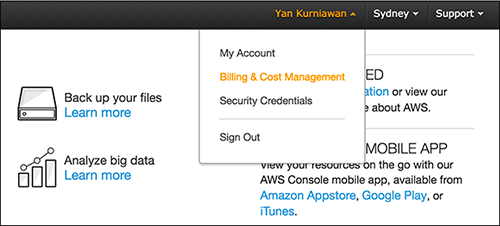 Yan Kurniawan Sydney Support
My Account
Billing & Cost Management
Security Credentials
Sign Out
Back up your files
Learn more
Analyze big data
Learn more
ED
ation or view our
e about AWS.
MOBILE APP
View your resources on the go with our
AWS Console mobile app, available from
Amazon Appstore, Google Play, or
iTunes.